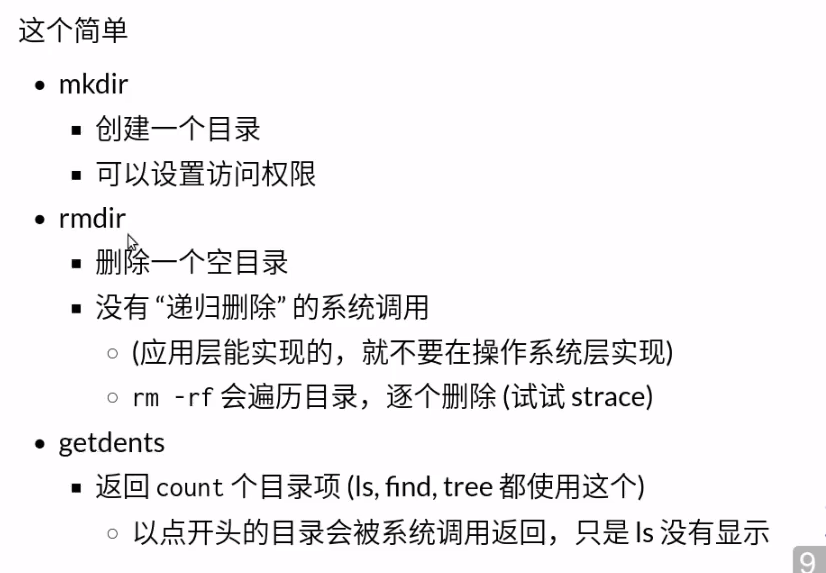 这个简单
• mkdir
▪ 创建一个目录
▪ 可以设置访问权限
• rmdir
▪ 删除一个空目录
▪ 没有 “递归删除” 的系统调用
◦ (应用层能实现的，就不要在操作系统层实现)
◦ rm -rf 会遍历目录，逐个删除 (试试 strace)
• getdents
▪ 返回 count 个目录项 (ls, find, tree 都使用这个)
◦ 以点开头的目录会被系统调用返回，只是 ls 没有显示
9